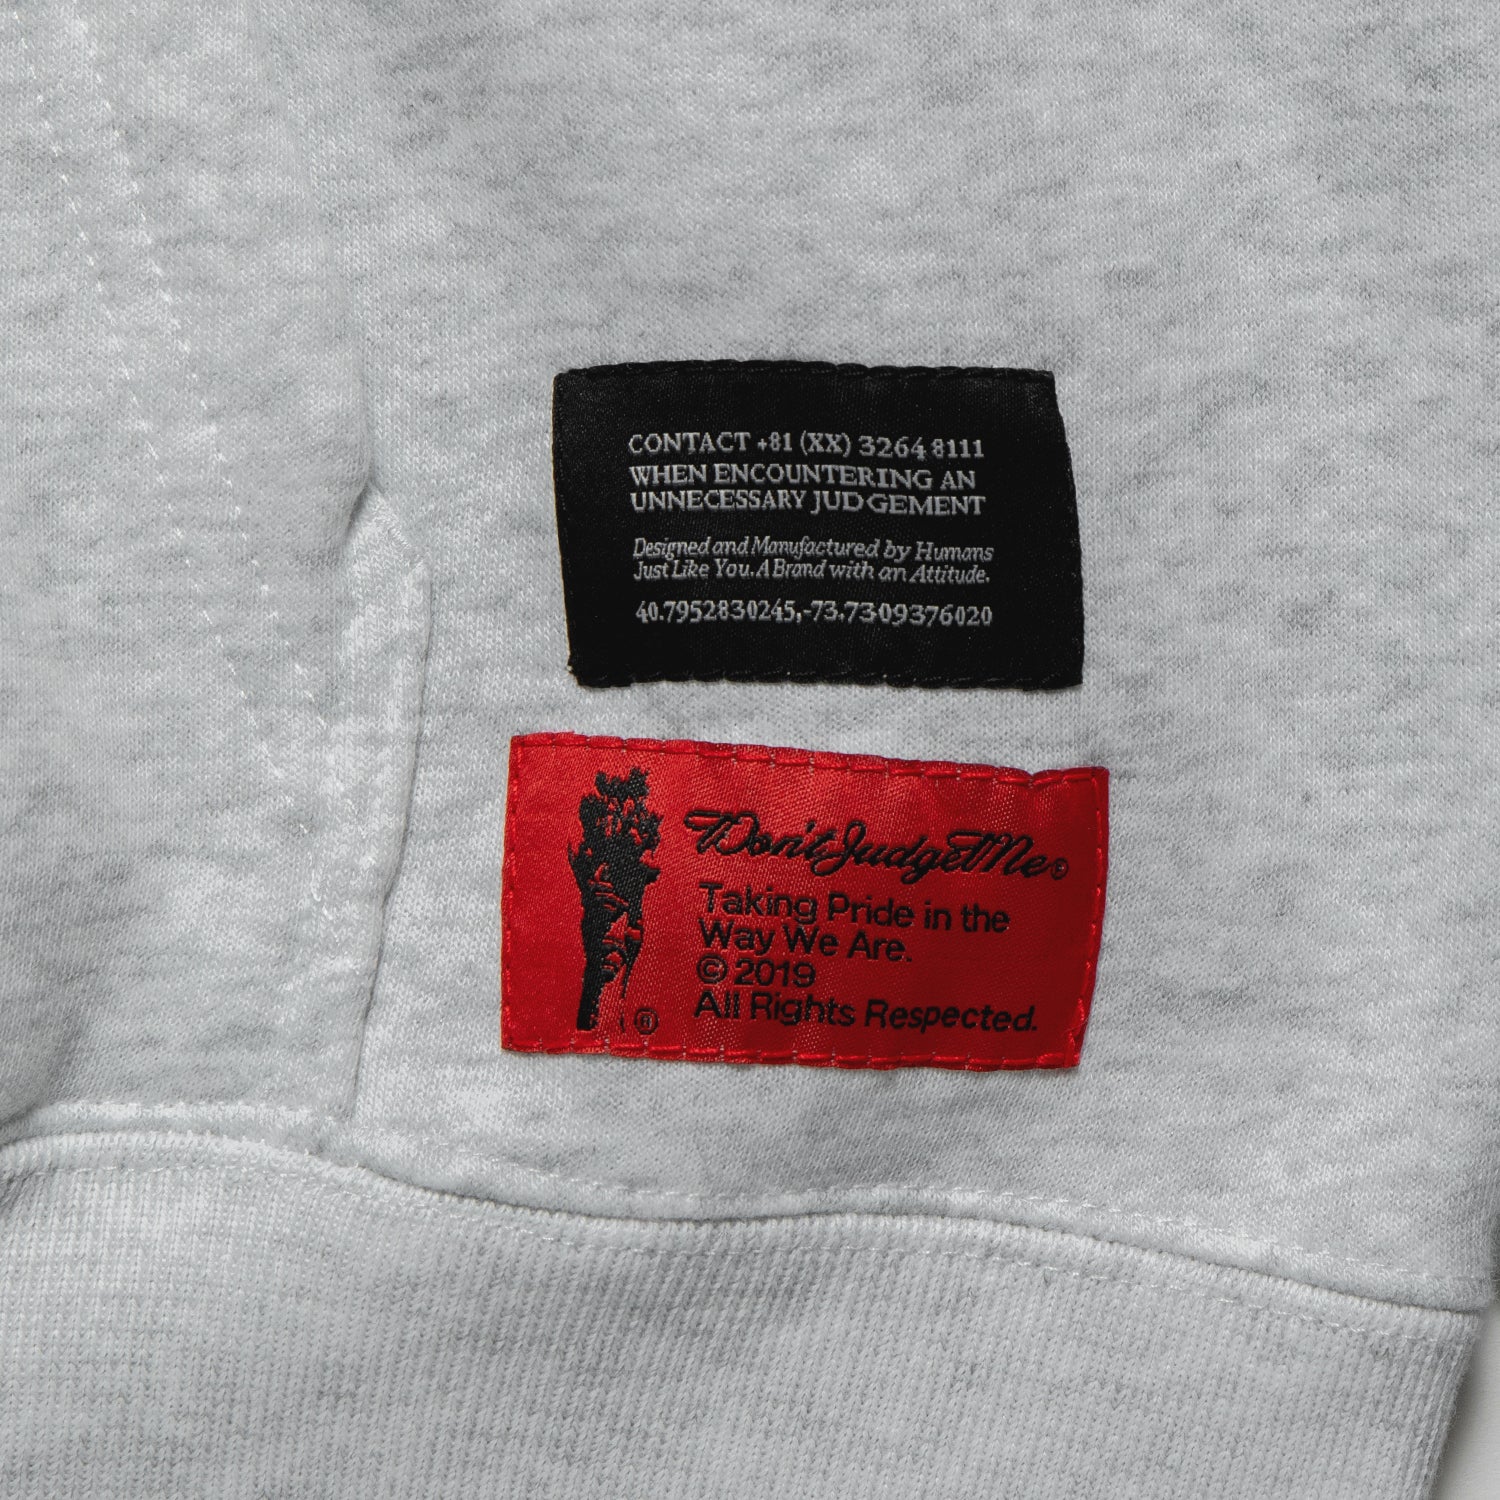 CONTACT +81 (XX) 3264 8111
WHEN ENCOUNTERING AN
UNNECESSARY JUDGEMENT
Designed and Manufactured by Humans
Just Like You. A Brand with an Attitude.
40.7952830245,-73.7309376020
Don't Judge Me©
Taking Pride in the
Way We Are.
© 2019
All Rights Respected.
®